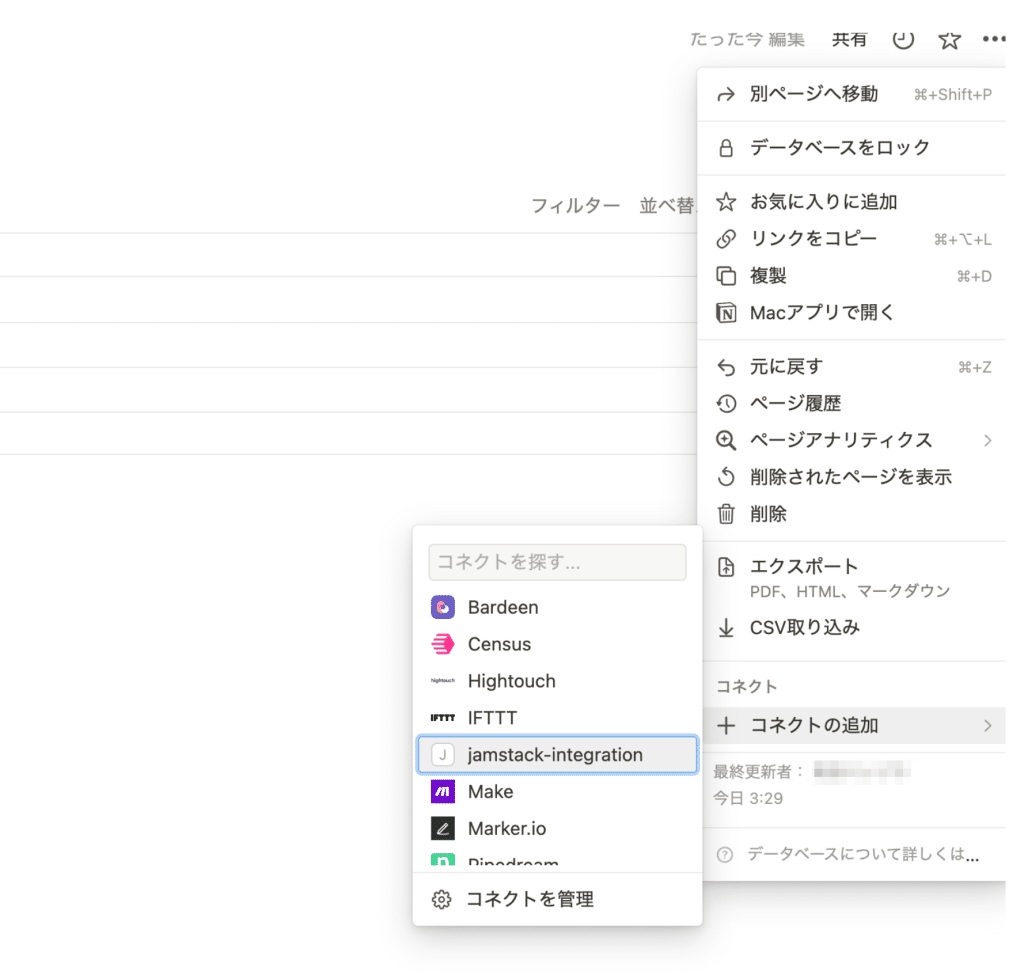 たった今 編集 共有
別ページへ移動 ⌘+Shift+P
データベースをロック
フィルター 並べ替
お気に入りに追加
リンクをコピー ⌘+⌥+L
複製 ⌘+D
Macアプリで開く
元に戻す ⌘+Z
ページ履歴
ページアナリティクス
削除されたページを表示
削除
エクスポート
PDF、HTML、マークダウン
CSV取り込み
コネクト
コネクトの追加
最終更新者：
今日 3:29
データベースについて詳しくは...
コネクトを探す...
Bardeen
Census
hightouch Hightouch
IFTTT IFTTT
J jamstack-integration
Make
Marker.io
Pipedream
コネクトを管理